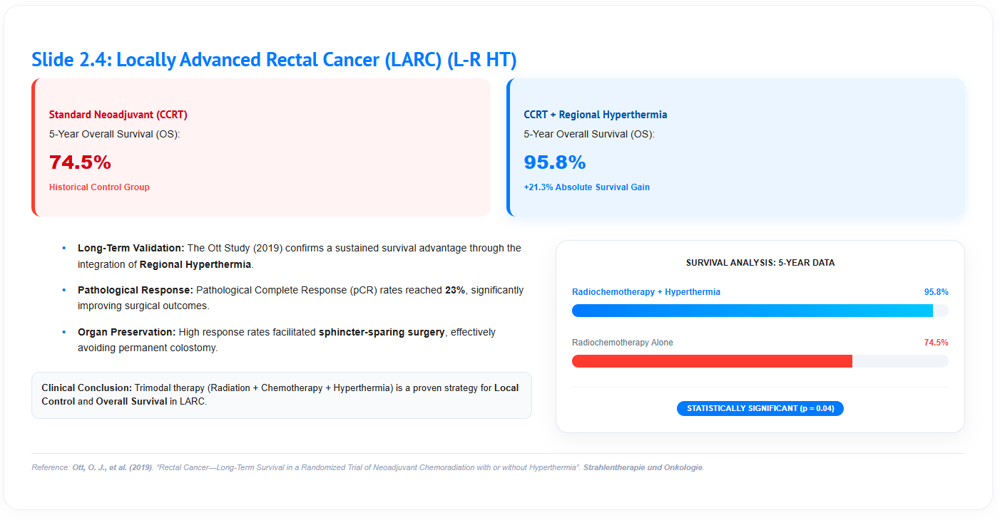 Slide 2.4: Locally Advanced Rectal Cancer (LARC) (L-R HT)
Standard Neoadjuvant (CCRT)
5-Year Overall Survival (OS):
74.5%
Historical Control Group
CCRT + Regional Hyperthermia
5-Year Overall Survival (OS):
95.8%
+21.3% Absolute Survival Gain
• Long-Term Validation: The Ott Study (2019) confirms a sustained survival advantage through the
integration of Regional Hyperthermia.
• Pathological Response: Pathological Complete Response (pCR) rates reached 23%, significantly
improving surgical outcomes.
• Organ Preservation: High response rates facilitated sphincter-sparing surgery, effectively
avoiding permanent colostomy.
Clinical Conclusion: Trimodal therapy (Radiation + Chemotherapy + Hyperthermia) is a proven strategy for Local
Control and Overall Survival in LARC.
SURVIVAL ANALYSIS: 5-YEAR DATA
Radiochemotherapy + Hyperthermia 95.8%
Radiochemotherapy Alone 74.5%
STATISTICALLY SIGNIFICANT (p = 0.04)
Reference: Ott, O. J., et al. (2019). "Rectal Cancer—Long-Term Survival in a Randomized Trial of Neoadjuvant Chemoradiation with or without Hyperthermia". Strahlentherapie und Onkologie.